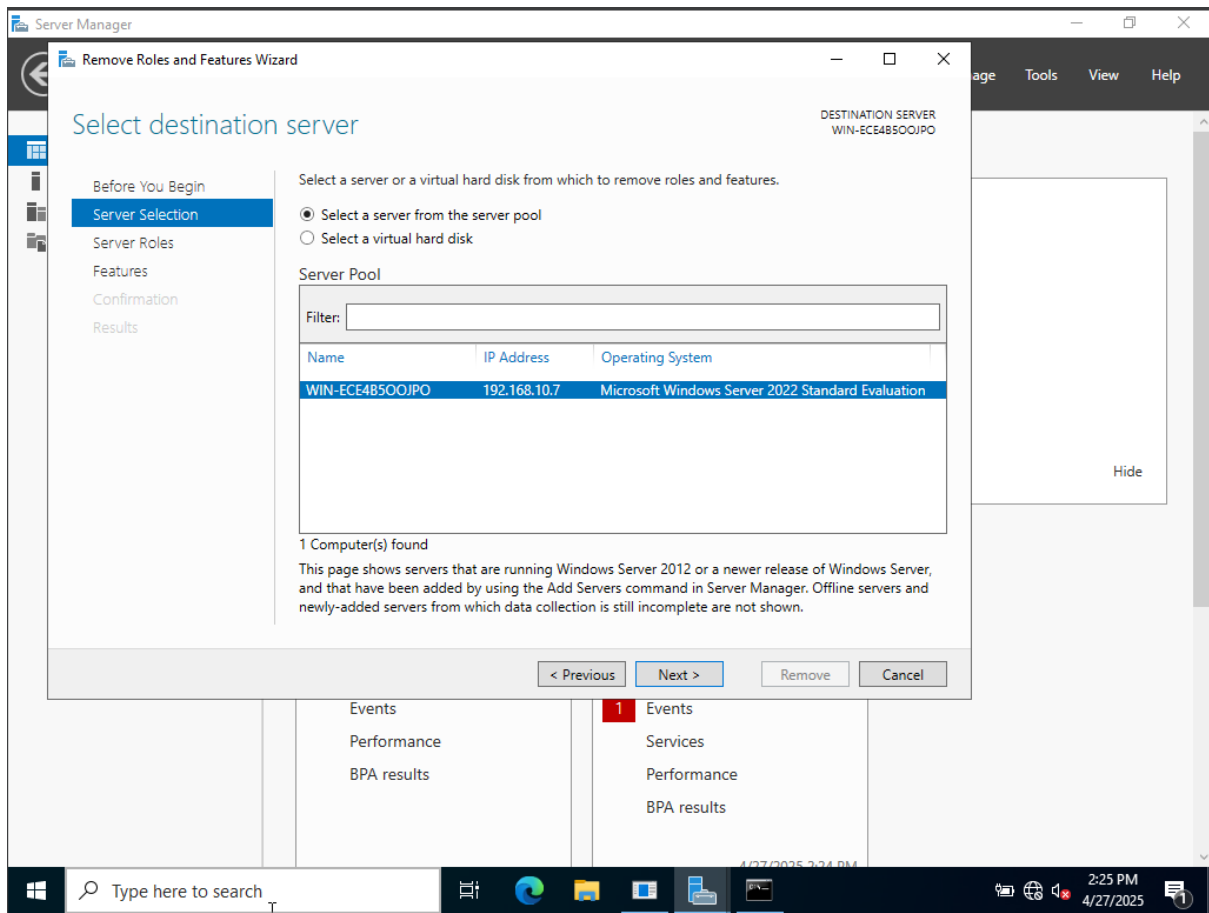 Server Manager
Remove Roles and Features Wizard
Tools View Help
Select destination server
DESTINATION SERVER
WIN-ECE4B5OOJPO
Before You Begin
Server Selection
Server Roles
Features
Confirmation
Results
Select a server or a virtual hard disk from which to remove roles and features.
Select a server from the server pool
Select a virtual hard disk
Server Pool
Filter:
Name IP Address Operating System
WIN-ECE4B5OOJPO 192.168.10.7 Microsoft Windows Server 2022 Standard Evaluation
1 Computer(s) found
This page shows servers that are running Windows Server 2012 or a newer release of Windows Server,
and that have been added by using the Add Servers command in Server Manager. Offline servers and
newly-added servers from which data collection is still incomplete are not shown.
< Previous Next > Remove Cancel
Hide
Events
Performance
BPA results
1 Events
Services
Performance
BPA results
4/27/2025 2:24 PM
Type here to search
2:25 PM
4/27/2025
1